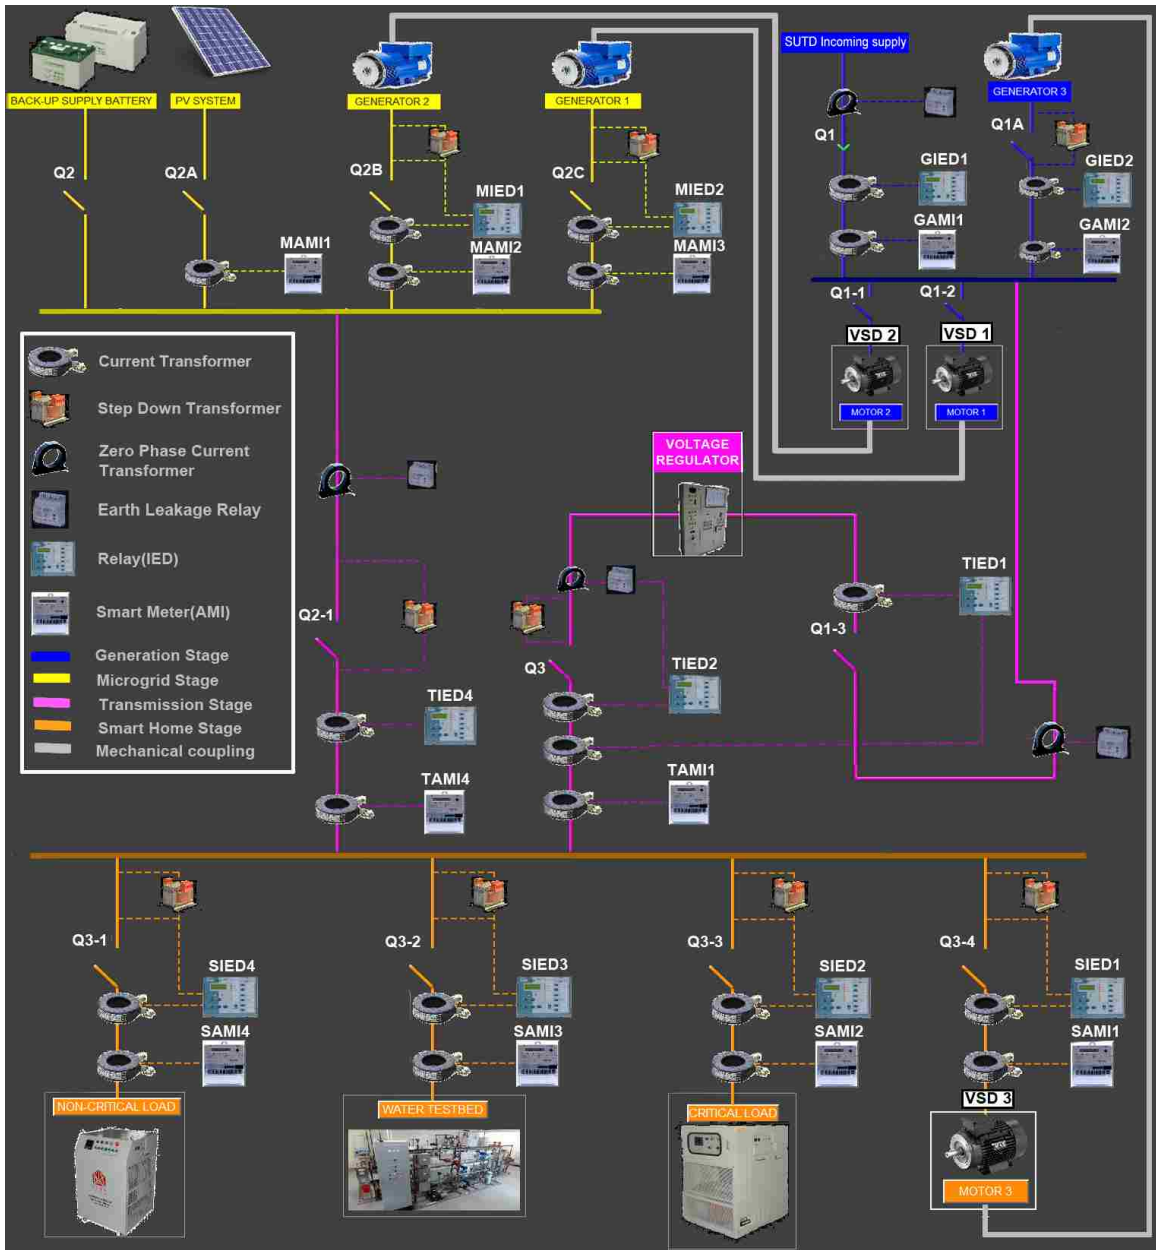 BACK-UP SUPPLY BATTERY
PV SYSTEM
GENERATOR 2
GENERATOR 1
SUTD Incoming supply
GENERATOR 3
Q1
Q1A
Q2
Q2A
Q2B
Q2C
GIED1
GIED2
MIED1
MIED2
GAMI1
GAMI2
MAMI1
MAMI2
MAMI3
Q1-1
Q1-2
VSD 2
VSD 1
MOTOR 2
MOTOR 1
Current Transformer
Step Down Transformer
Zero Phase Current
Transformer
Earth Leakage Relay
Relay(IED)
Smart Meter(AMI)
Generation Stage
Microgrid Stage
Transmission Stage
Smart Home Stage
Mechanical coupling
VOLTAGE
REGULATOR
TIED1
Q2-1
Q1-3
Q3
TIED2
TIED4
TAMI4
TAMI1
Q3-1
Q3-2
Q3-3
Q3-4
SIED4
SIED3
SIED2
SIED1
SAMI4
SAMI3
SAMI2
SAMI1
NON-CRITICAL LOAD
WATER TESTBED
CRITICAL LOAD
VSD 3
MOTOR 3